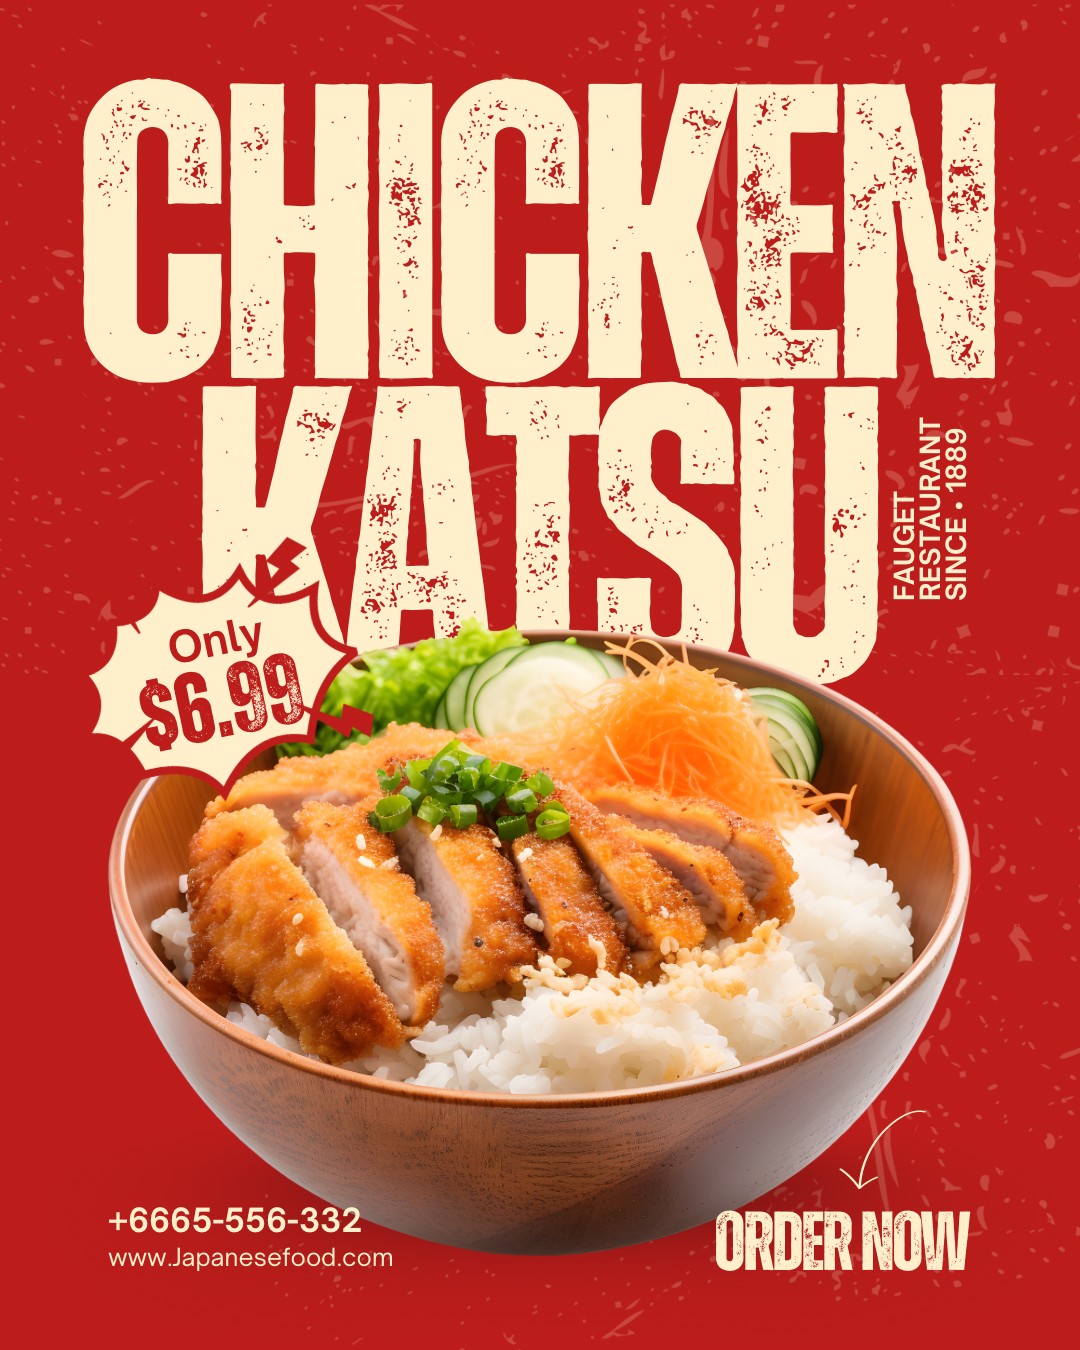 CHICKEN
KATSU
FAUGET
RESTAURANT
SINCE • 1889
Only
$6.99
+6665-556-332
www.Japanesefood.com
ORDER NOW